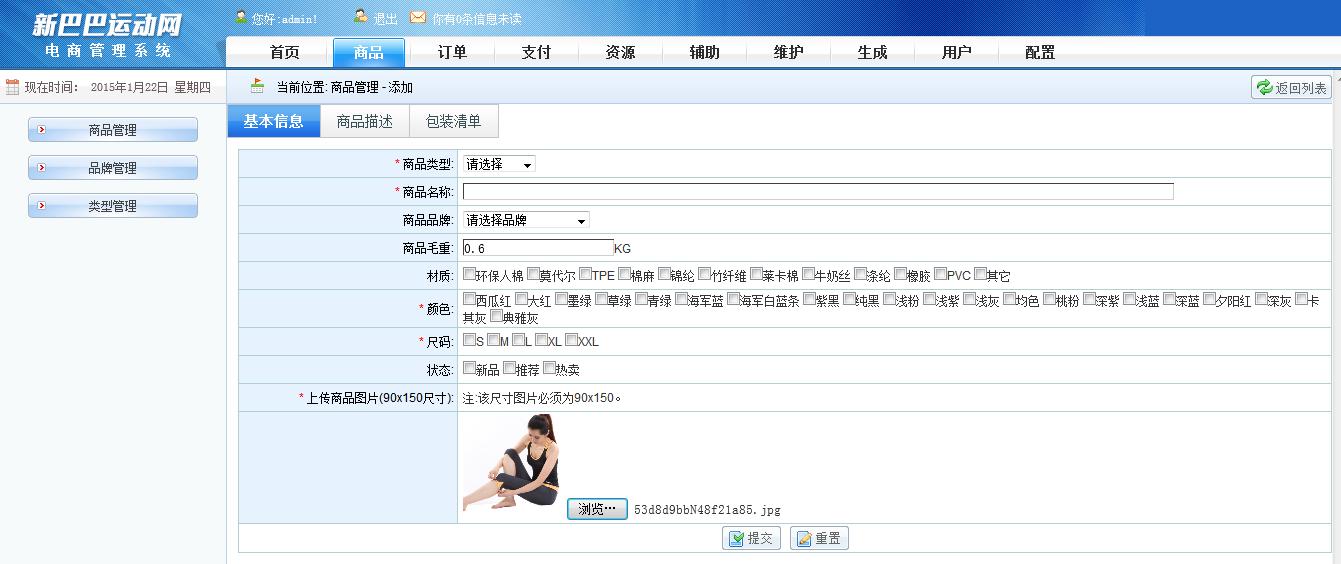 新巴巴运动网
电商管理系统
您好:admin! 退出 你有0条信息未读
首页 商品 订单 支付 资源 辅助 维护 生成 用户 配置
现在时间: 2015年1月22日 星期四
当前位置: 商品管理 - 添加
返回列表
商品管理
品牌管理
类型管理
基本信息 商品描述 包装清单
* 商品类型: 请选择
* 商品名称:
商品品牌: 请选择品牌
商品毛重: 0.6 KG
材质: 环保人棉 莫代尔 TPE 棉麻 锦纶 竹纤维 莱卡棉 牛奶丝 涤纶 橡胶 PVC 其它
* 颜色: 西瓜红 大红 墨绿 草绿 青绿 海军蓝 海军白蓝条 紫黑 纯黑 浅粉 浅紫 浅灰 均色 桃粉 深紫 浅蓝 深蓝 夕阳红 深灰 卡
其灰 典雅灰
* 尺码: S M L XL XXL
状态: 新品 推荐 热卖
* 上传商品图片(90x150尺寸): 注:该尺寸图片必须为90x150。
浏览… 53d8d9bbN48f21a85.jpg
提交 重置